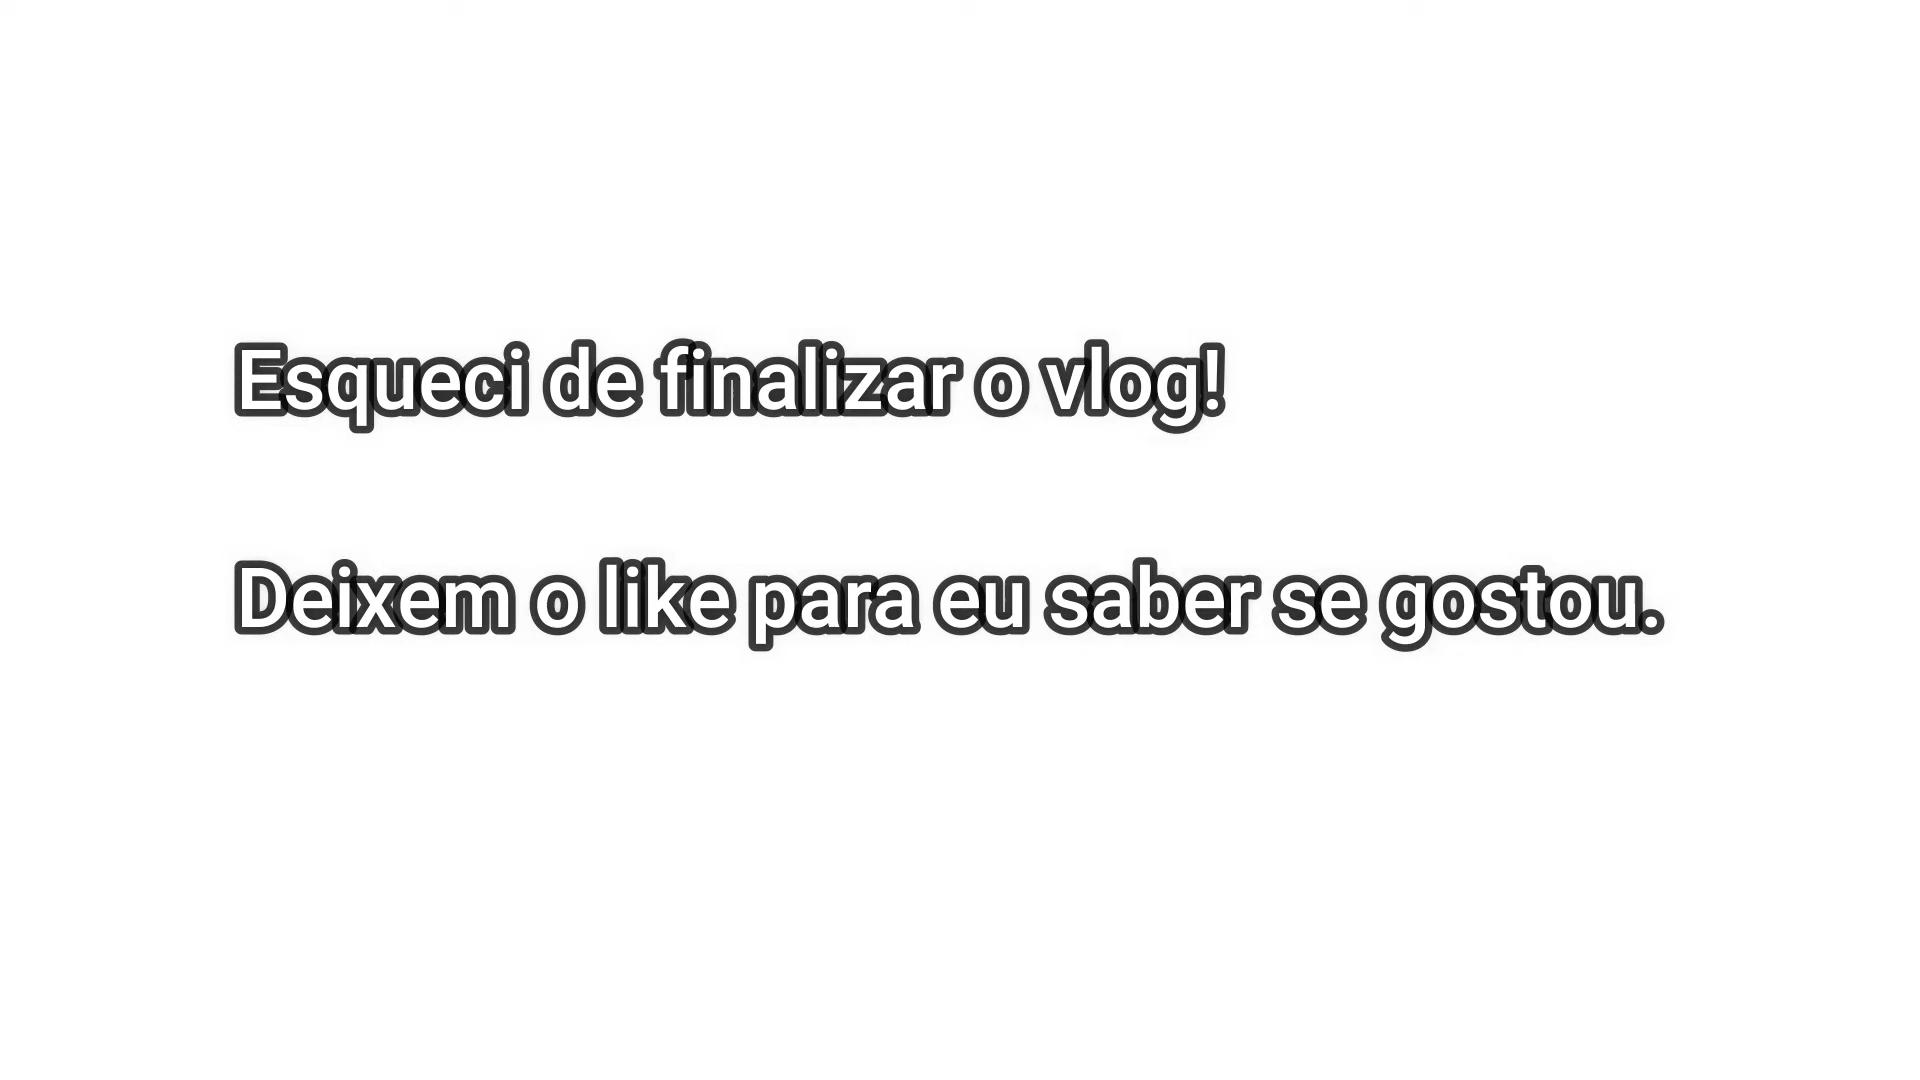 Esqueci de finalizar o vlog!
Deixem o like para eu saber se gostou.